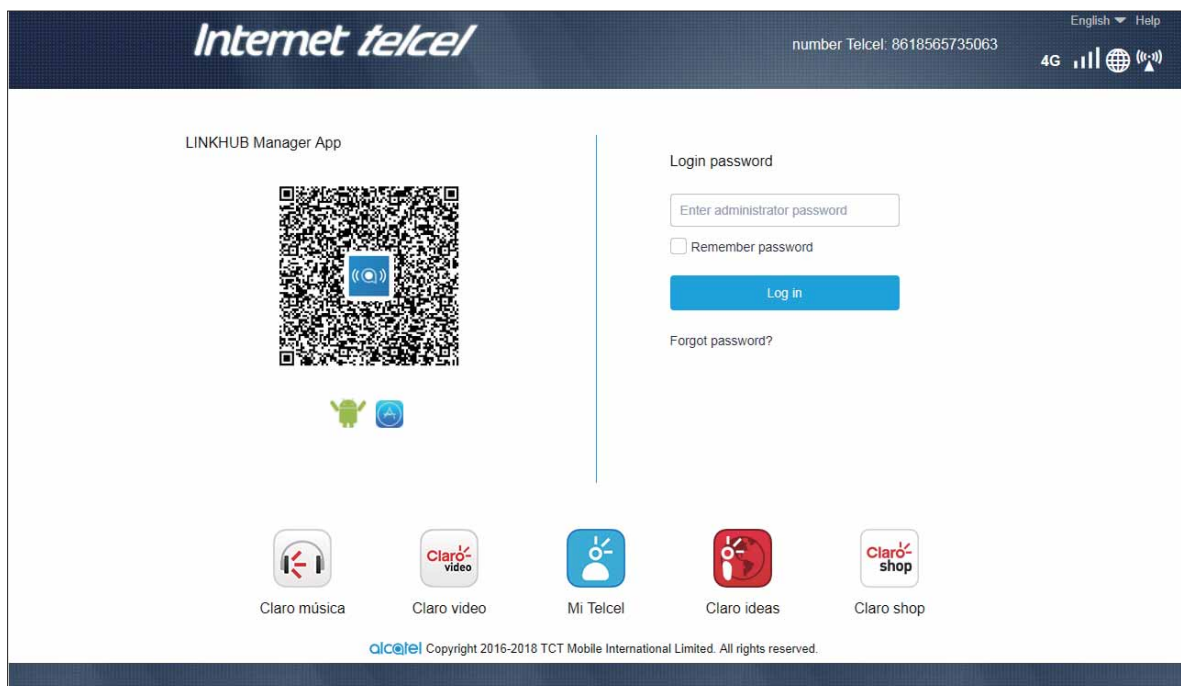 English Help
Internet telcel
number Telcel: 8618565735063
4G
LINKHUB Manager App
Login password
Enter administrator password
Remember password
Log in
Forgot password?
Claro-
video
Claro-
shop
Claro música
Claro video
Mi Telcel
Claro ideas
Claro shop
alcatel Copyright 2016-2018 TCT Mobile International Limited. All rights reserved.